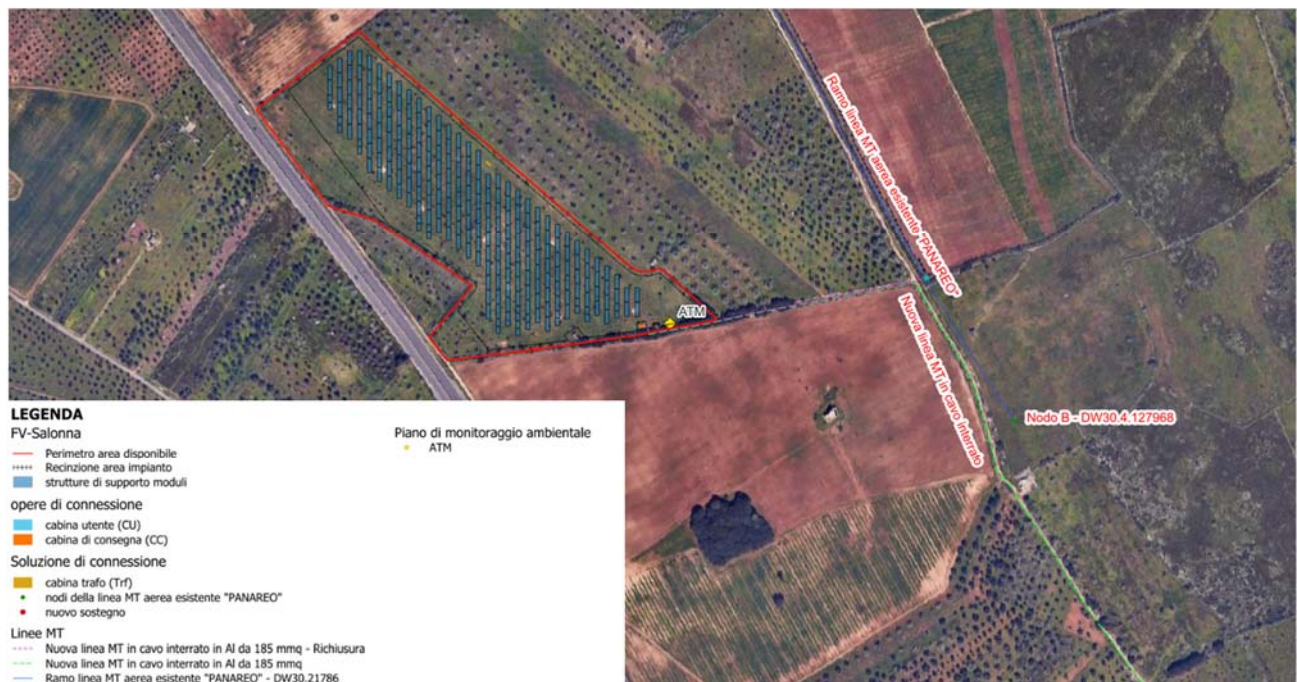 Ramo linea MT aerea esistente "PANAREO"
ATM
Nuova linea MT in cavo interrato
Nodo B - DW30.4.127968
LEGENDA
FV-Salonna
Perimetro area disponibile
Recinzione area impianto
strutture di supporto moduli
opere di connessione
cabina utente (CU)
cabina di consegna (CC)
Soluzione di connessione
cabina trafo (Trf)
nodi della linea MT aerea esistente "PANAREO"
nuovo sostegno
Linee MT
Nuova linea MT in cavo interrato in Al da 185 mmq - Richiusura
Nuova linea MT in cavo interrato in Al da 185 mmq
Ramo linea MT aerea esistente "PANAREO" - DW30.21786
Piano di monitoraggio ambientale
ATM